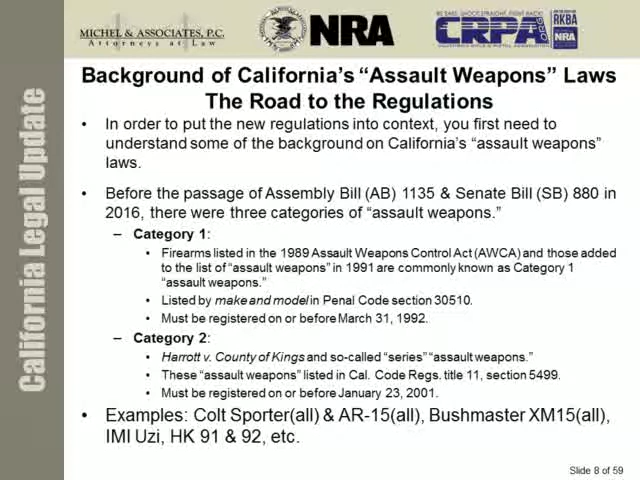 MICHEL & ASSOCIATES, P.C.
Attorneys at Law
NRA
CRPA
.ORG
RKBA
NRA
California Legal Update
Background of California's “Assault Weapons” Laws
The Road to the Regulations
• In order to put the new regulations into context, you first need to
understand some of the background on California's “assault weapons”
laws.
• Before the passage of Assembly Bill (AB) 1135 & Senate Bill (SB) 880 in
2016, there were three categories of “assault weapons.”
– Category 1:
• Firearms listed in the 1989 Assault Weapons Control Act (AWCA) and those added
to the list of “assault weapons” in 1991 are commonly known as Category 1
“assault weapons.”
• Listed by make and model in Penal Code section 30510.
• Must be registered on or before March 31, 1992.
– Category 2:
• Harrott v. County of Kings and so-called “series” “assault weapons.”
• These “assault weapons” listed in Cal. Code Regs. title 11, section 5499.
• Must be registered on or before January 23, 2001.
• Examples: Colt Sporter(all) & AR-15(all), Bushmaster XM15(all),
IMI Uzi, HK 91 & 92, etc.
Slide 8 of 59